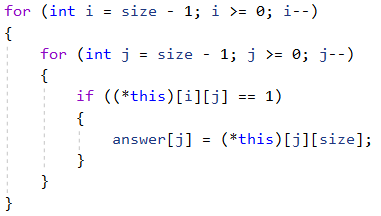 for (int i = size - 1; i >= 0; i--)
{
    for (int j = size - 1; j >= 0; j--)
    {
        if ((*this)[i][j] == 1)
        {
            answer[j] = (*this)[j][size];
        }
    }
}